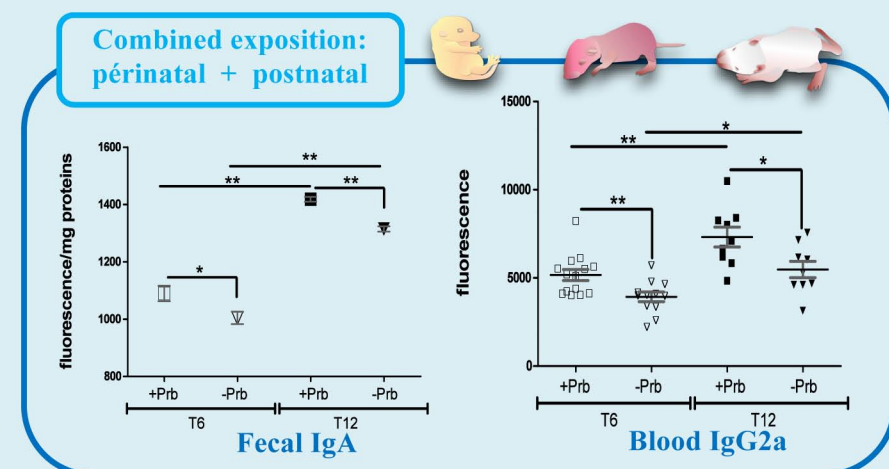 Combined exposition:
périnatal + postnatal
fluorescence/mg proteins
1600
1400
1200
1000
800
**
**
**
*
+Prb
-Prb
+Prb
-Prb
T6
T12
Fecal IgA
fluorescence
15000
10000
5000
0
*
**
*
**
+Prb
-Prb
+Prb
-Prb
T6
T12
Blood IgG2a